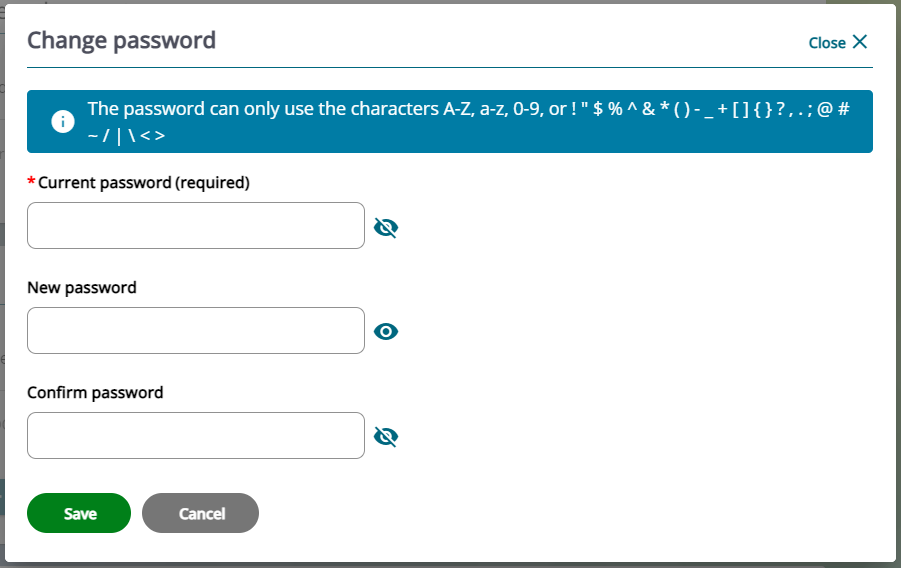 Change password
Close
The password can only use the characters A-Z, a-z, 0-9, or ! " $ % ^ & * ( ) - _ + [ ] { } ? , . ; @ #
~ / | \ < >
* Current password (required)
New password
Confirm password
Save
Cancel